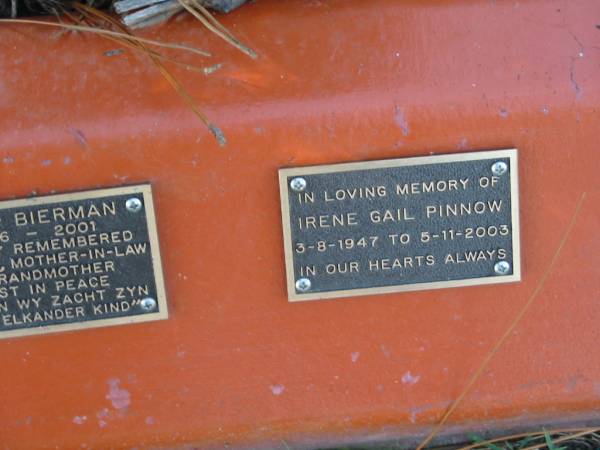 BIERMAN
6 - 2001
REMEMBERED
MOTHER-IN-LAW
RANDMOTHER
ST IN PEACE
N WY ZACHT ZYN
ELKANDER KIND"
IN LOVING MEMORY OF
IRENE GAIL PINNOW
3-8-1947 TO 5-11-2003
IN OUR HEARTS ALWAYS